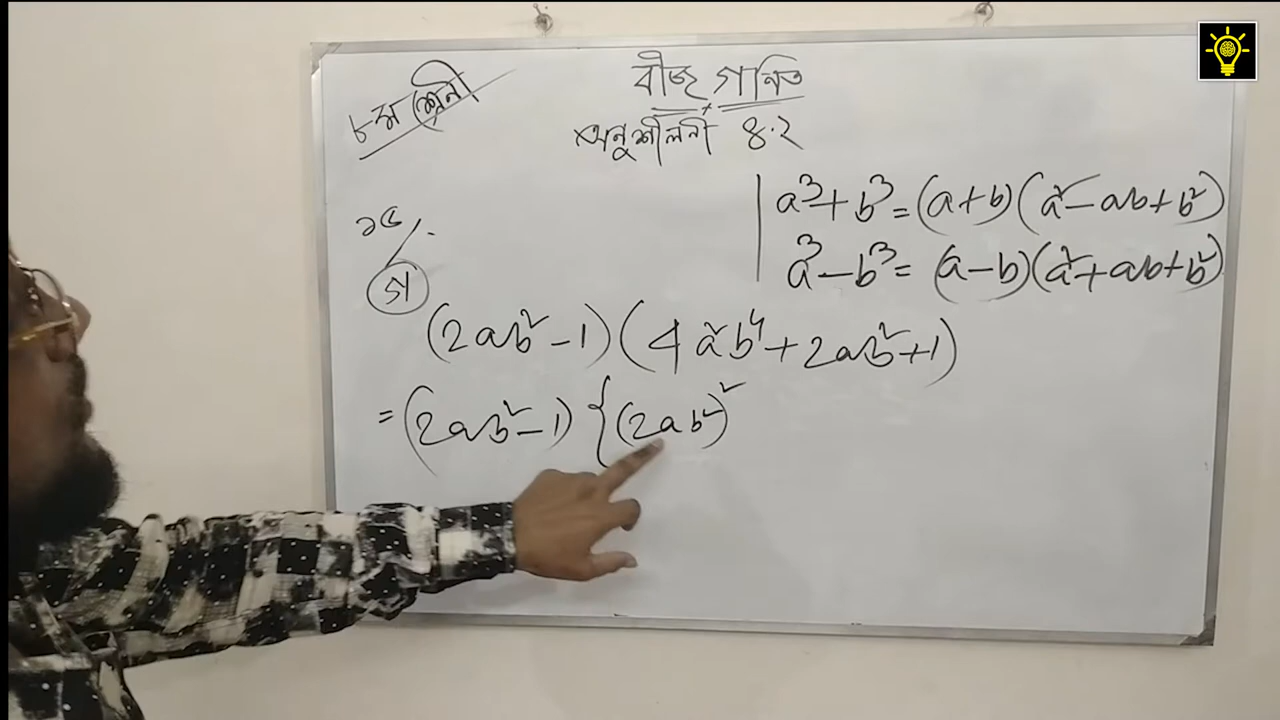 ৮ম শ্রেনী
বীজ গনিত
অনুশীলনী ৪.২
a³+b³=(a+b)(a²-ab+b²)
a³-b³=(a-b)(a²+ab+b²)
১৫/.
গ
(2ab²-1)(4a²b⁴+2ab²+1)
=(2ab²-1){(2ab²)²